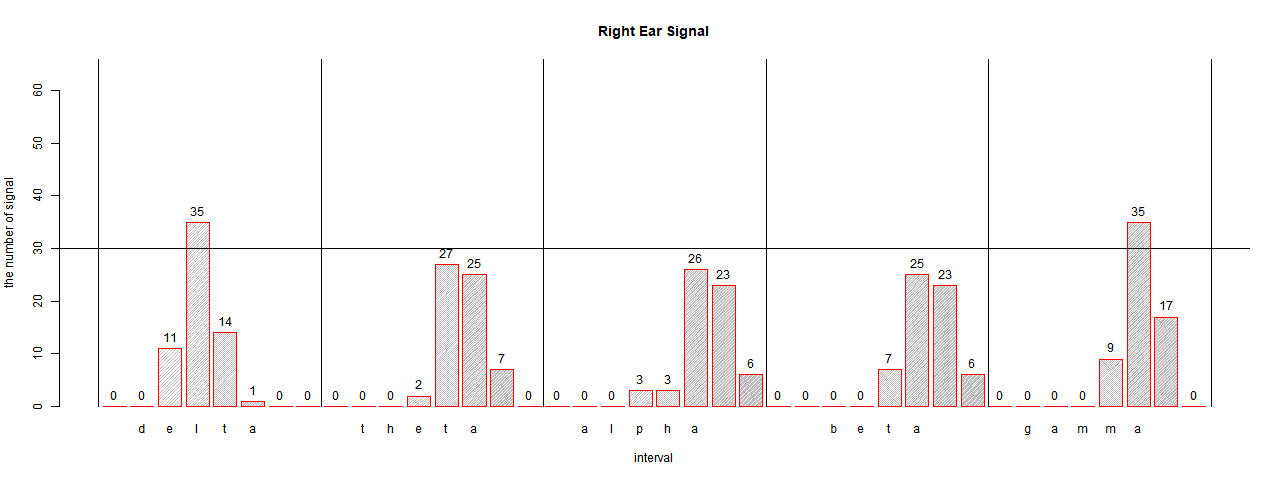 Right Ear Signal
the number of signal
60
50
40
30
20
10
0
0 0 11 35 14 1 0 0
0 0 0 2 27 25 7 0
0 0 0 3 3 26 23 6
0 0 0 0 7 25 23 6
0 0 0 0 9 35 17 0
d e l t a t h e t a a l p h a b e t a g a m m a
interval